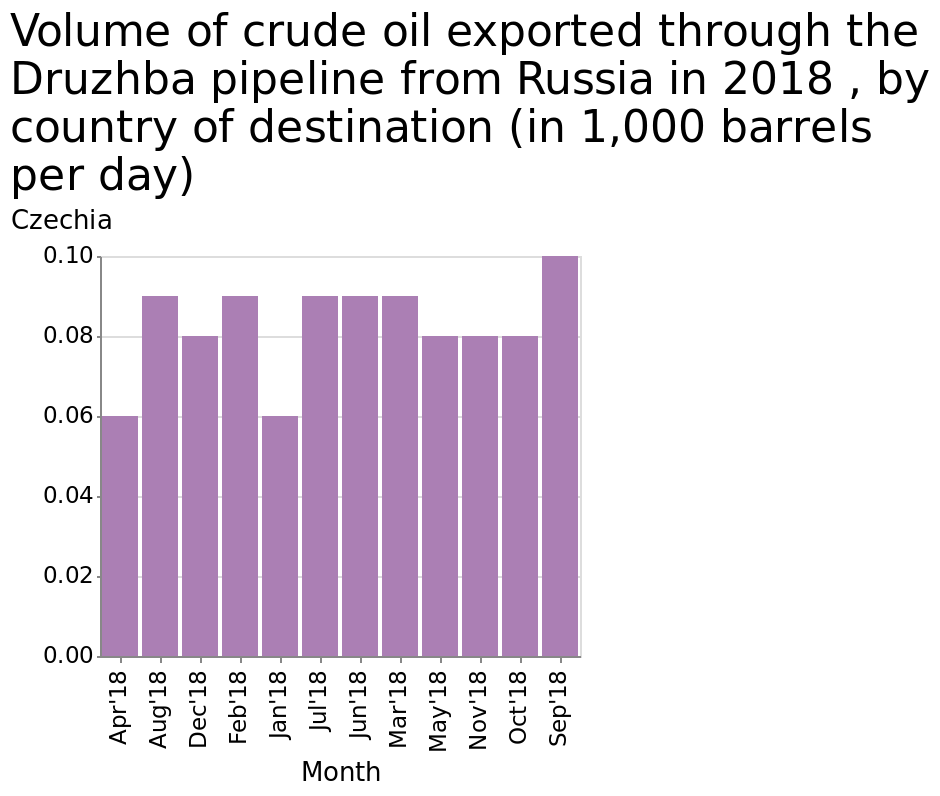 Volume of crude oil exported through the
Druzhba pipeline from Russia in 2018 , by
country of destination (in 1,000 barrels
per day)
Czechia
0.10
0.08
0.06
0.04
0.02
0.00
Apr'18
Aug'18
Dec'18
Feb'18
Jan'18
Jul'18
Jun'18
Mar'18
May'18
Nov'18
Oct'18
Sep'18
Month